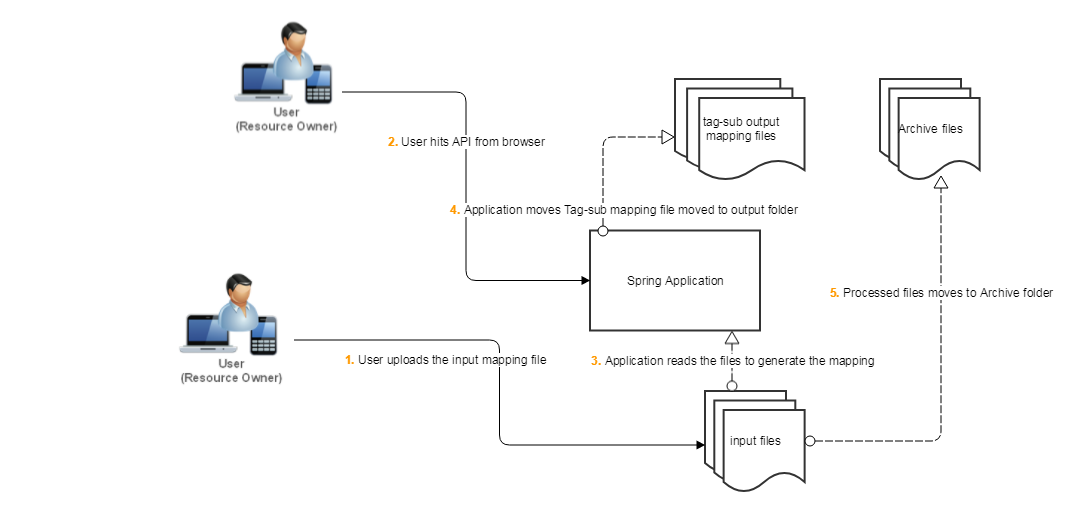 User
(Resource Owner)
tag-sub output
mapping files
Archive files
2. User hits API from browser
4. Application moves Tag-sub mapping file moved to output folder
Spring Application
5. Processed files moves to Archive folder
User
(Resource Owner)
1. User uploads the input mapping file
3. Application reads the files to generate the mapping
input files